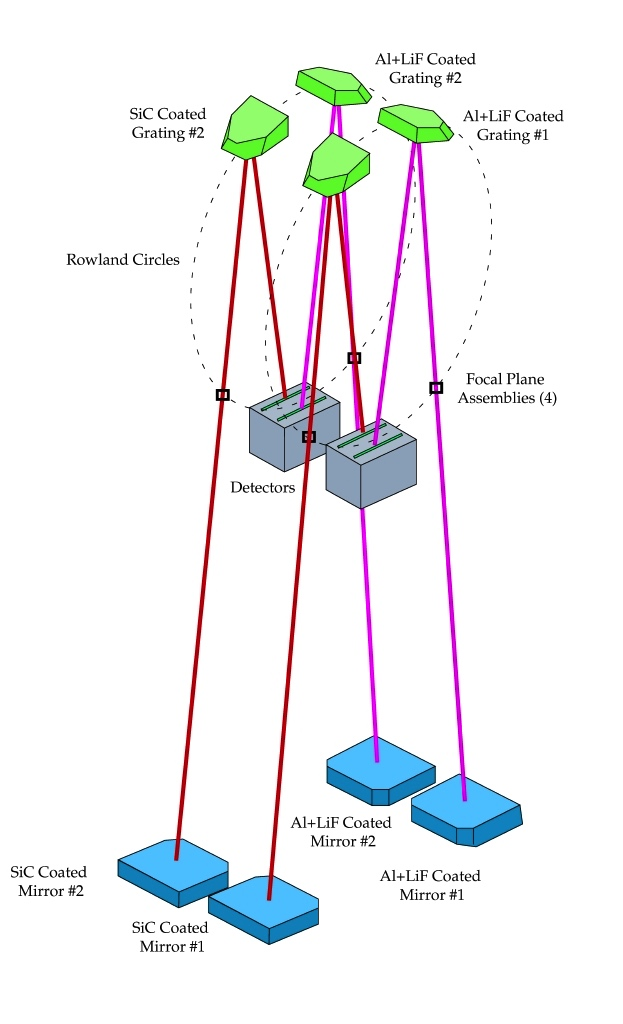 Al+LiF Coated
Grating #2
SiC Coated
Grating #2
Al+LiF Coated
Grating #1
Rowland Circles
Focal Plane
Assemblies (4)
Detectors
Al+LiF Coated
Mirror #2
Al+LiF Coated
Mirror #1
SiC Coated
Mirror #2
SiC Coated
Mirror #1